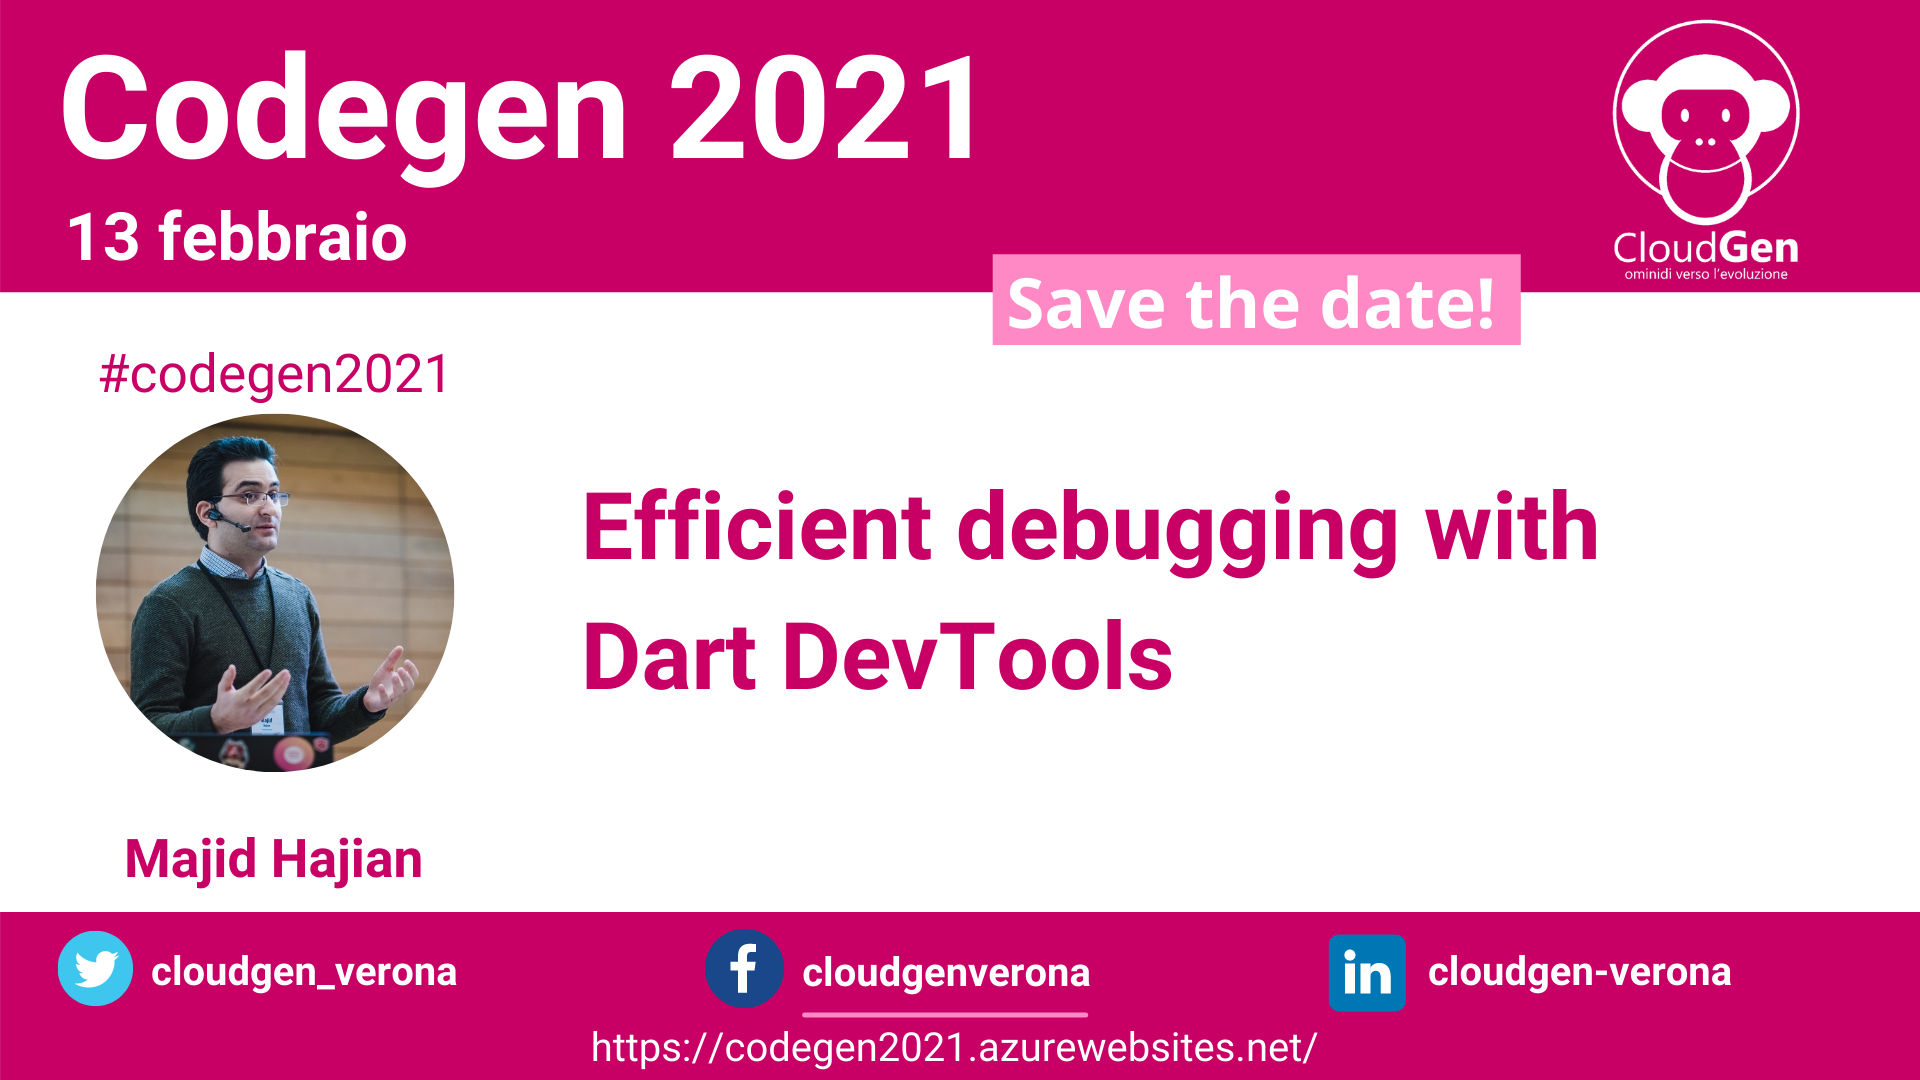 Codegen 2021
13 febbraio
CloudGen
ominidi verso l'evoluzione
Save the date!
#codegen2021
Efficient debugging with
Dart DevTools
Majid
Majid Hajian
cloudgen_verona
cloudgenverona
cloudgen-verona
https://codegen2021.azurewebsites.net/